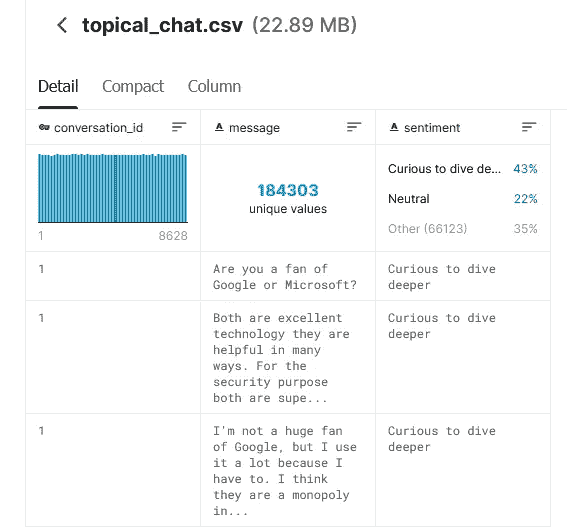 topical_chat.csv (22.89 MB)
Detail Compact Column
conversation_id message sentiment
184303
unique values
1 8628
Curious to dive de... 43%
Neutral 22%
Other (66123) 35%
1
Are you a fan of
Google or Microsoft?
Curious to dive
deeper
1
Both are excellent
technology they are
helpful in many
ways. For the
security purpose
both are supe...
Curious to dive
deeper
1
I'm not a huge fan
of Google, but I use
it a lot because I
have to. I think
they are a monopoly
in...
Curious to dive
deeper